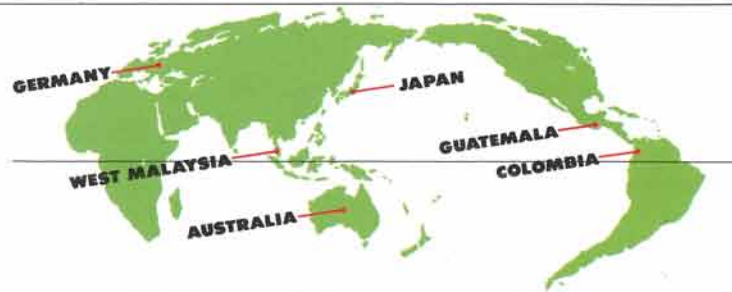 GERMANY
JAPAN
GUATEMALA
WEST MALAYSIA
COLOMBIA
AUSTRALIA